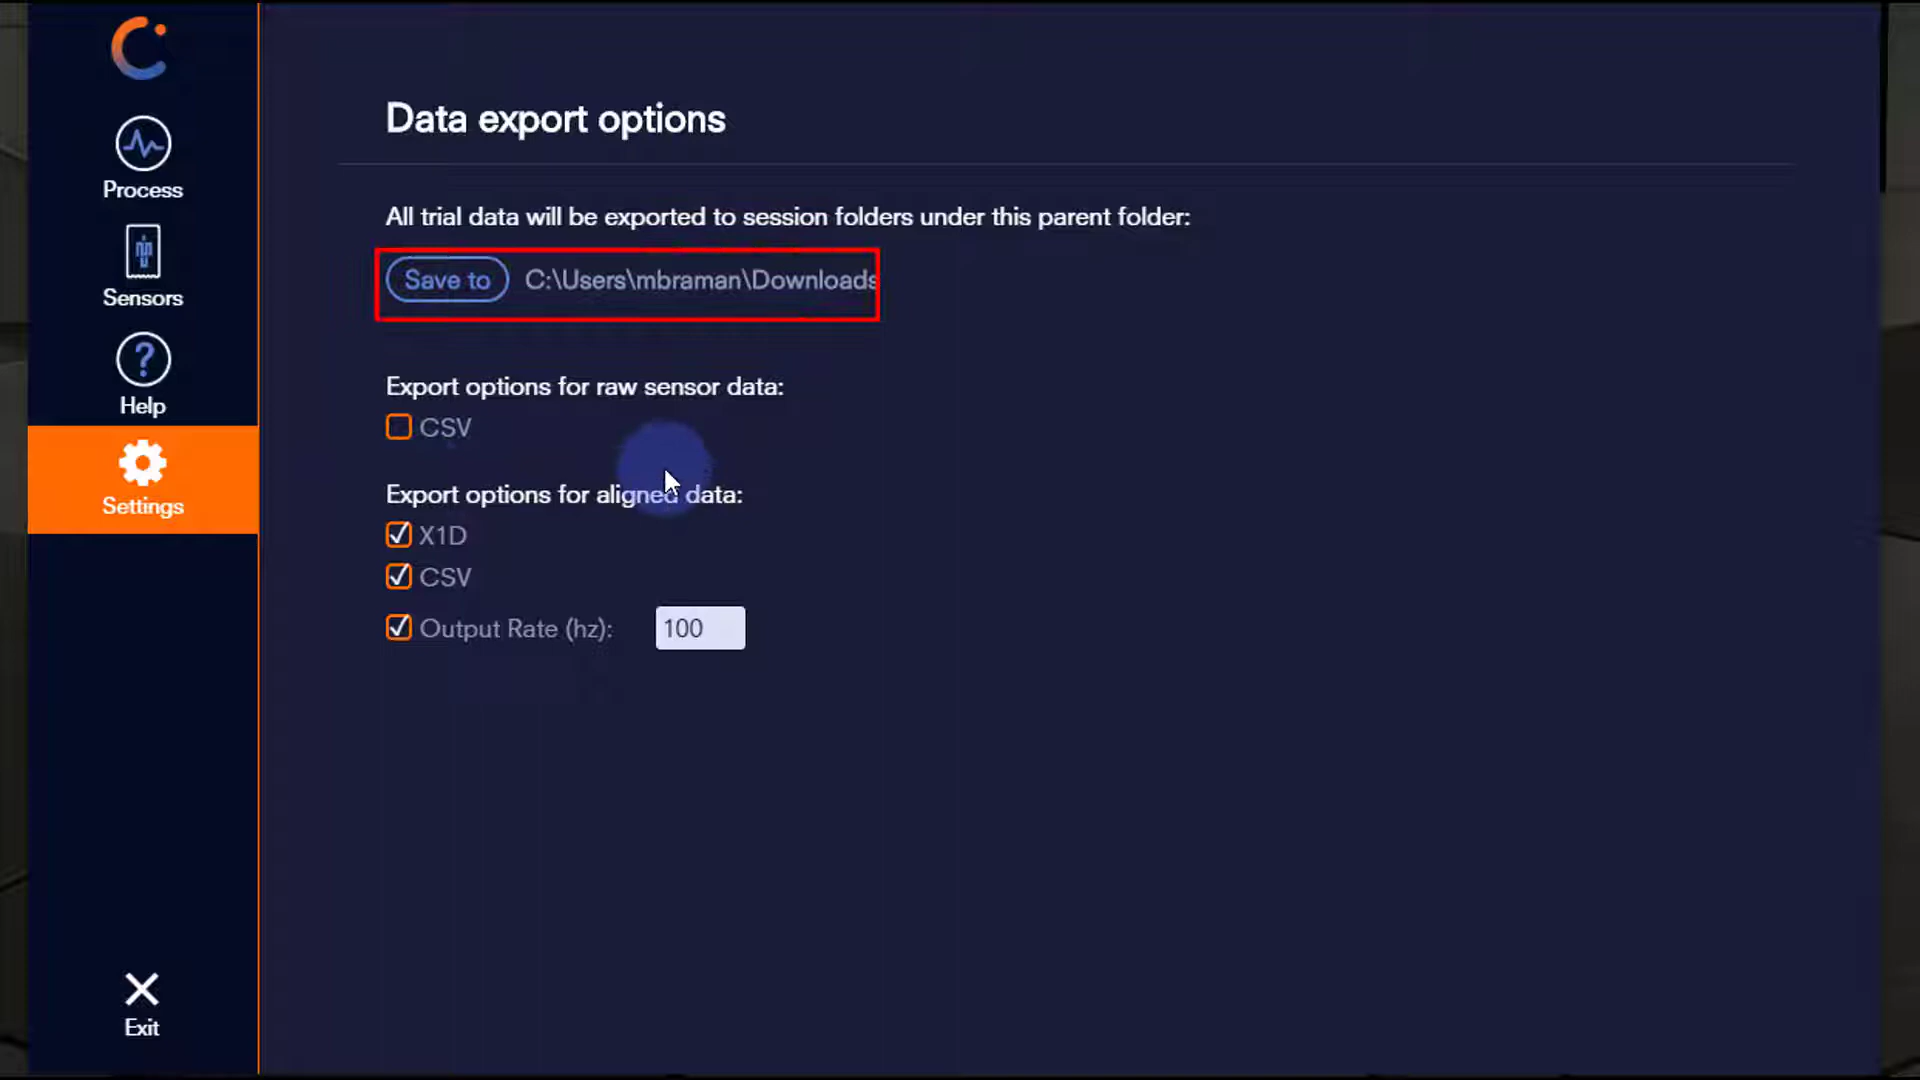 Data export options
Process
All trial data will be exported to session folders under this parent folder:
Save to C:\Users\mbraman\Downloads
Sensors
Export options for raw sensor data:
CSV
Help
Export options for aligned data:
Settings
X1D
CSV
Output Rate (hz): 100
Exit